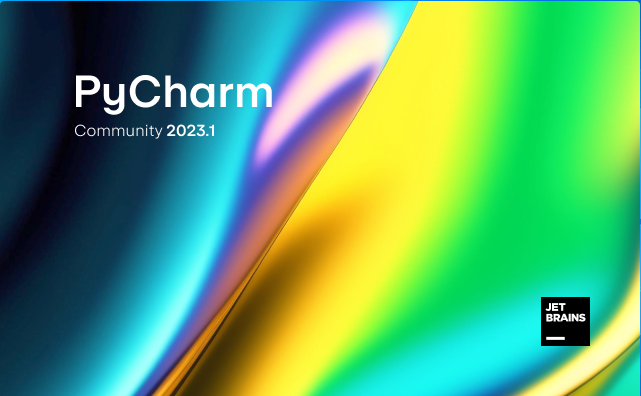 PyCharm
Community 2023.1
JET
BRAINS